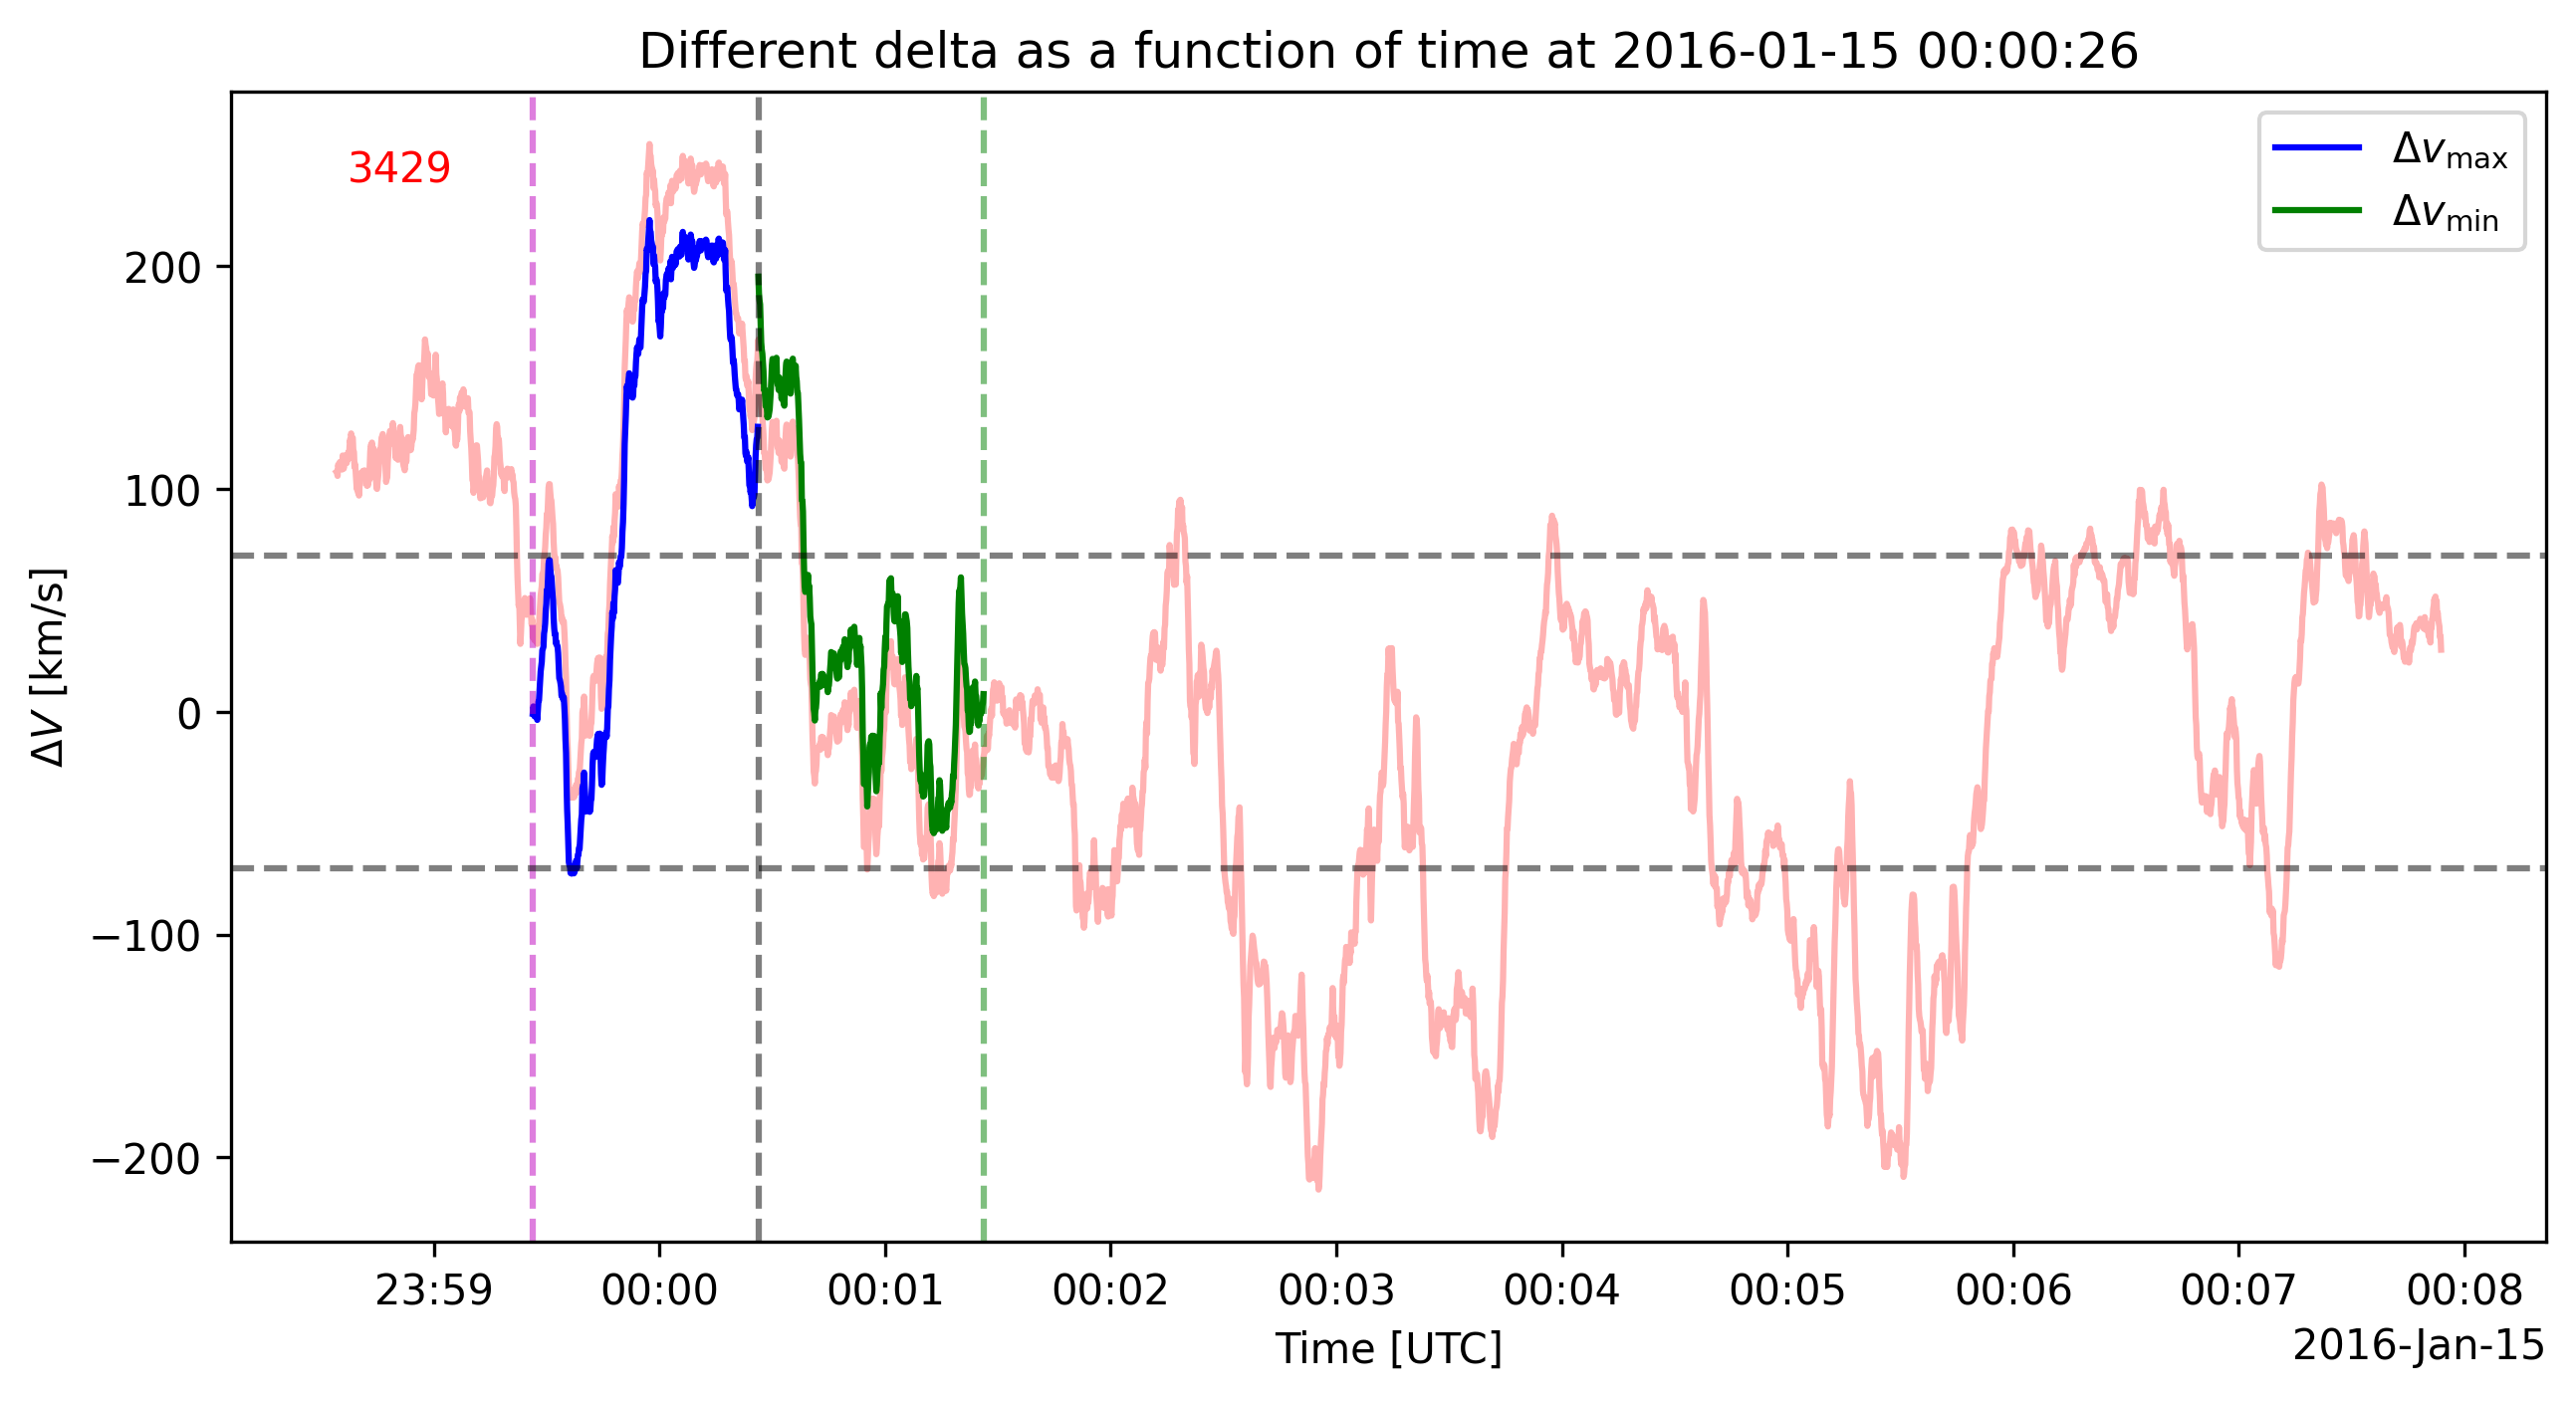 Different delta as a function of time at 2016-01-15 00:00:26
3429
Δv_max
Δv_min
ΔV [km/s]
200
100
0
−100
−200
23:59 00:00 00:01 00:02 00:03 00:04 00:05 00:06 00:07 00:08
Time [UTC]
2016-Jan-15